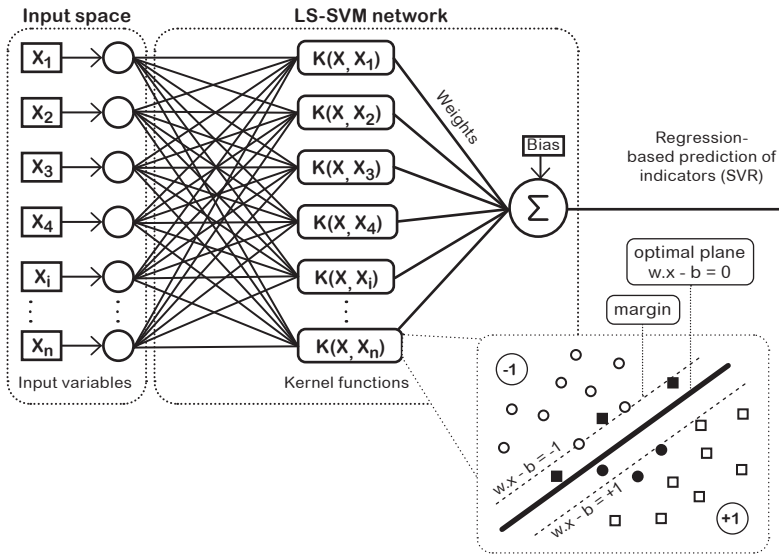 Input space
LS-SVM network
X1
X2
X3
X4
Xi
Xn
Input variables
K(X, X1)
K(X, X2)
K(X, X3)
K(X, X4)
K(X, Xi)
K(X, Xn)
Kernel functions
Weights
Bias
Σ
Regression-
based prediction of
indicators (SVR)
optimal plane
w.x - b = 0
margin
-1
w.x - b = -1
w.x - b = +1
+1